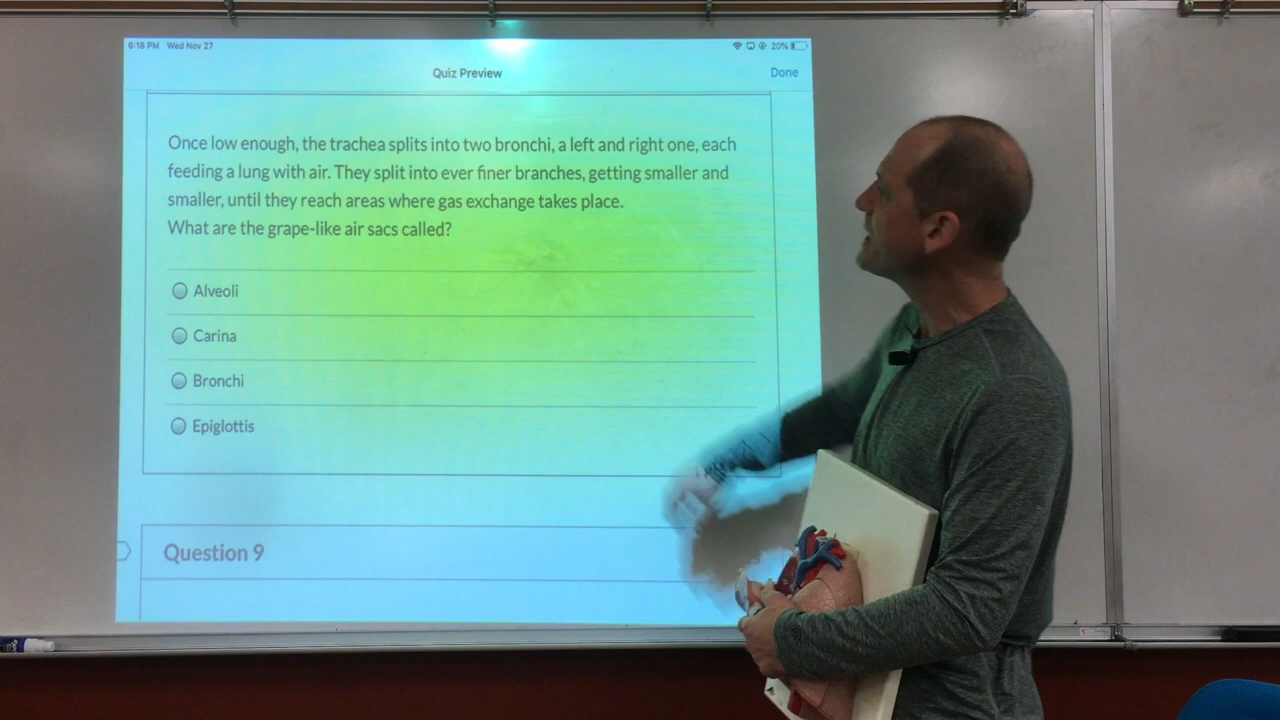 6:18 PM Wed Nov 27
20%
Quiz Preview
Done
Once low enough, the trachea splits into two bronchi, a left and right one, each
feeding a lung with air. They split into ever finer branches, getting smaller and
smaller, until they reach areas where gas exchange takes place.
What are the grape-like air sacs called?
Alveoli
Carina
Bronchi
Epiglottis
Question 9